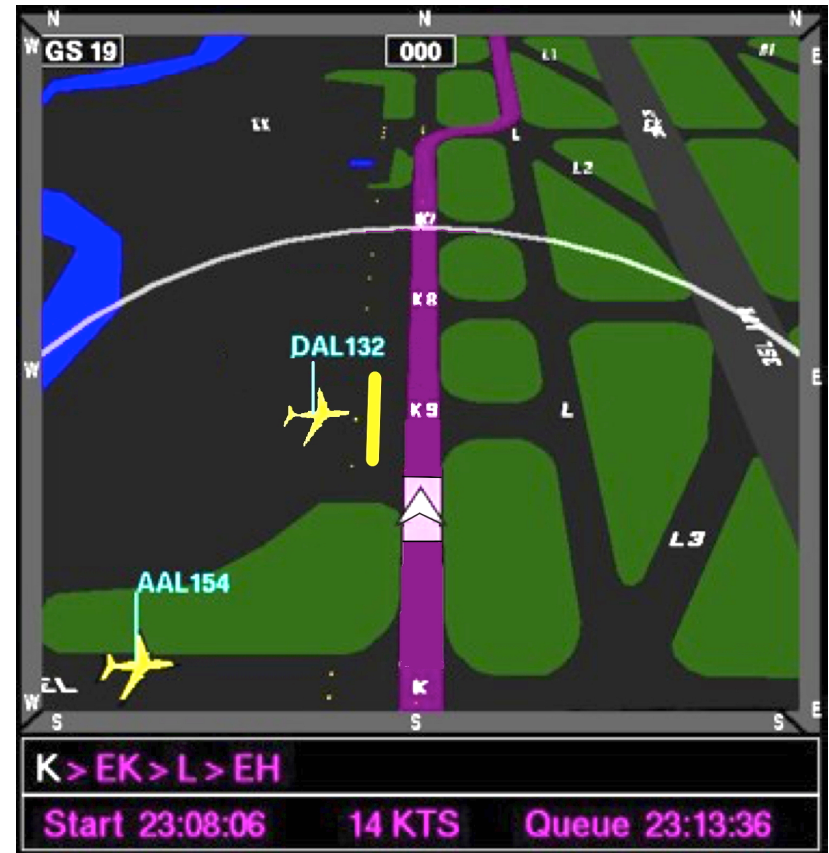 N N N
W GS 19 000 E
L1
EK
L
L2
K7
K8
DAL132
W E
K9 L
L3
AAL154
K
W E
S S S
K > EK > L > EH
Start 23:08:06 14 KTS Queue 23:13:36